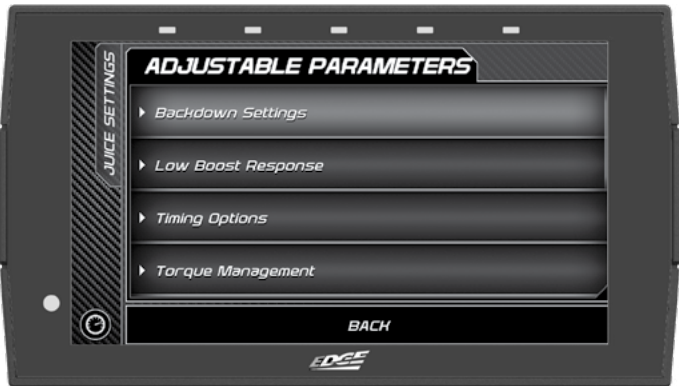 JUICE SETTINGS
ADJUSTABLE PARAMETERS
Backdown Settings
Low Boost Response
Timing Options
Torque Management
BACK
EDGE